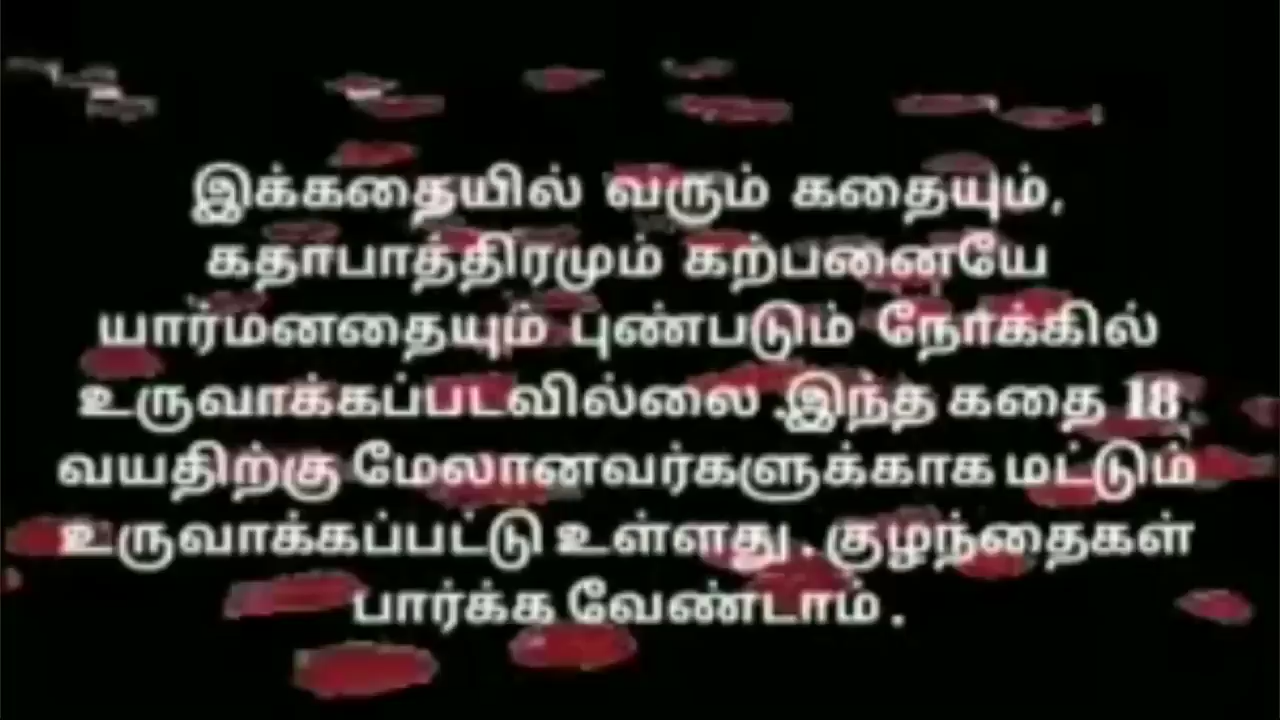 இக்கதையில் வரும் கதையும்,
கதாபாத்திரமும் கற்பனையே
யார்மனதையும் புண்படும் நோக்கில்
உருவாக்கப்படவில்லை .இந்த கதை 18
வயதிற்கு மேலானவர்களுக்காக மட்டும்
உருவாக்கப்பட்டு உள்ளது . குழந்தைகள்
பார்க்க வேண்டாம் .